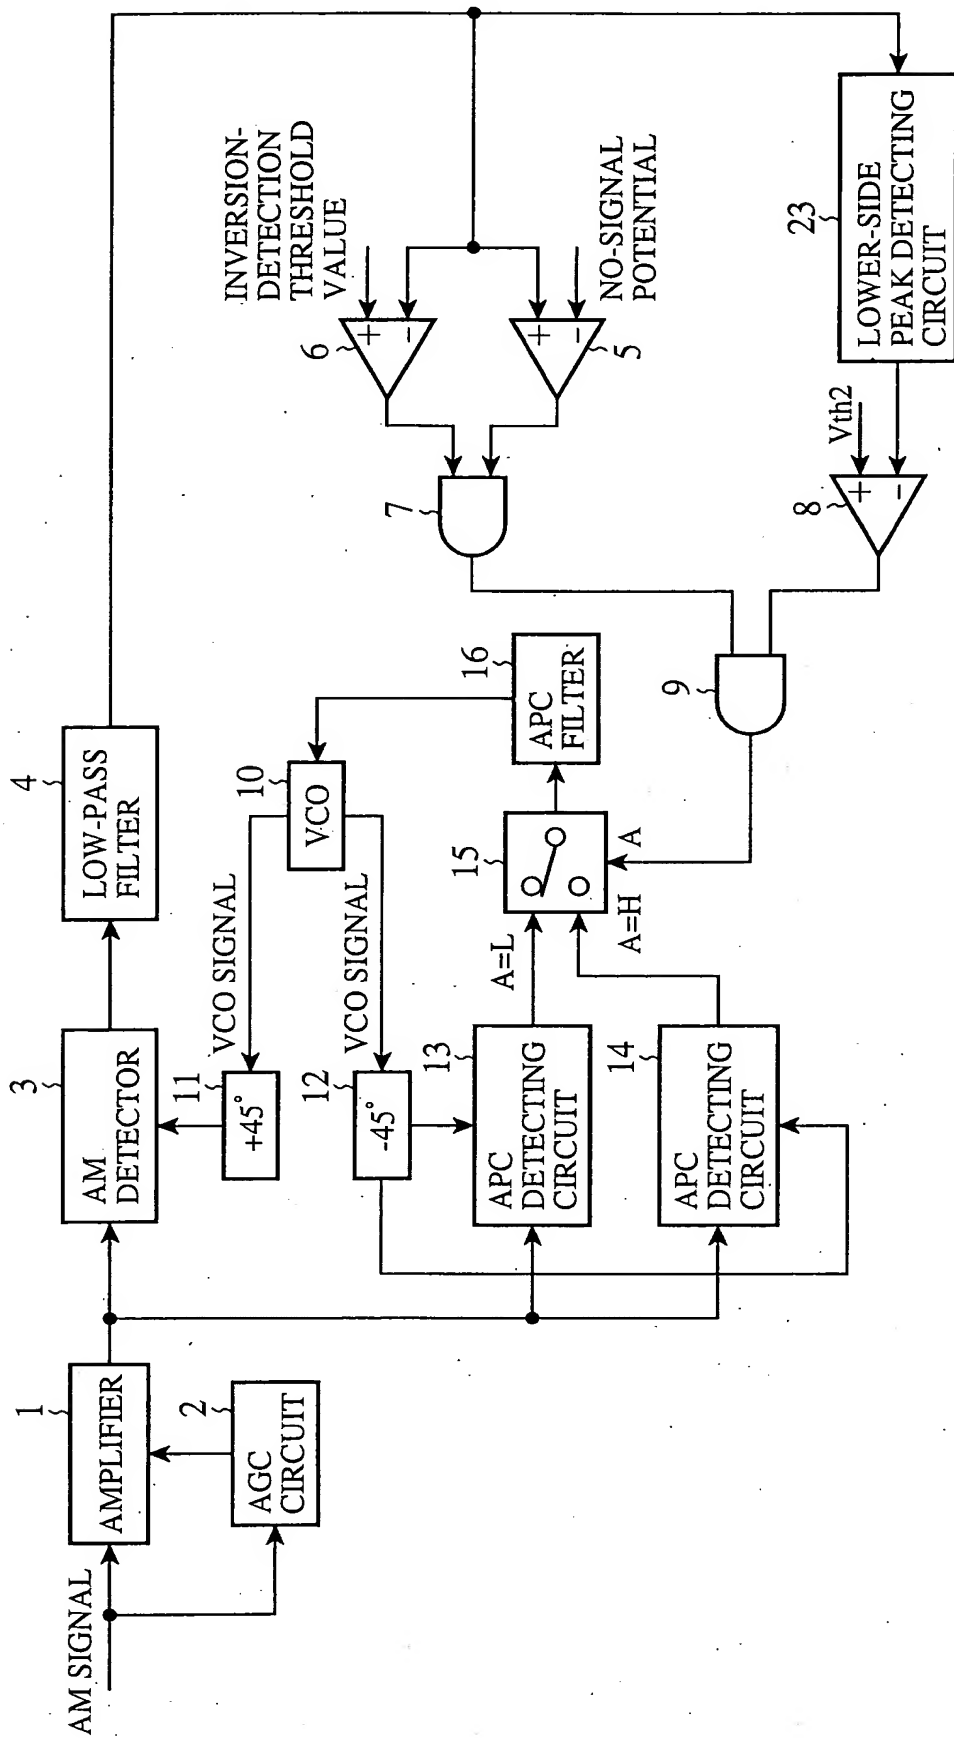 AM SIGNAL
1
AMPLIFIER
2
AGC
CIRCUIT
3
AM
DETECTOR
4
LOW-PASS
FILTER
11
+45°
VCO SIGNAL
10
VCO
12
-45°
VCO SIGNAL
13
APC
DETECTING
CIRCUIT
14
APC
DETECTING
CIRCUIT
A=L
A=H
15
A
16
APC
FILTER
INVERSION-
DETECTION
THRESHOLD
VALUE
6
+
-
5
+
-
NO-SIGNAL
POTENTIAL
7
9
8
+
-
Vth2
23
LOWER-SIDE
PEAK DETECTING
CIRCUIT